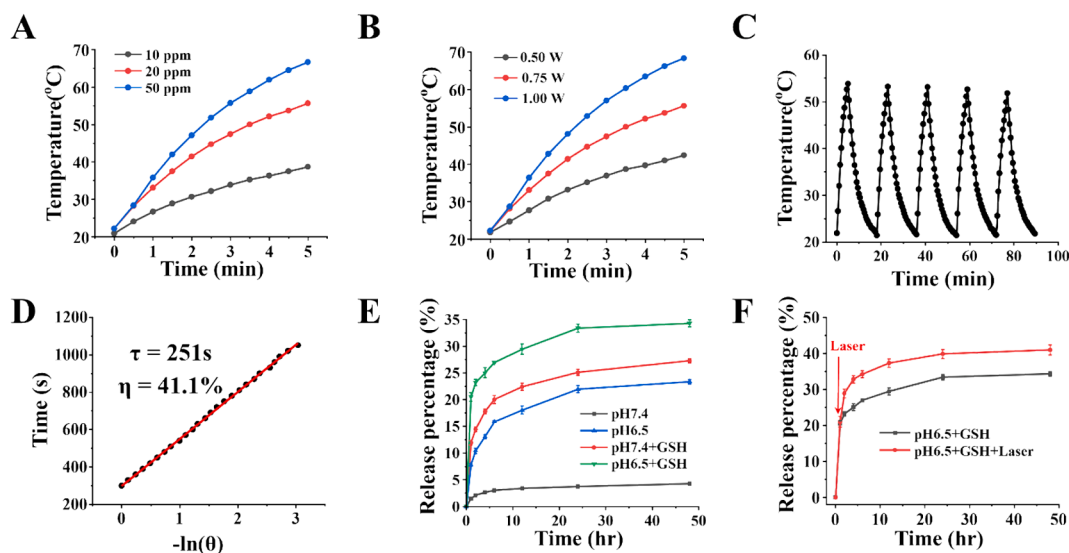 A
Temperature(°C)
70
60
50
40
30
20
10 ppm
20 ppm
50 ppm
0
1
2
3
4
5
Time (min)
B
Temperature(°C)
70
60
50
40
30
20
0.50 W
0.75 W
1.00 W
0
1
2
3
4
5
Time (min)
C
Temperature(°C)
60
50
40
30
20
0
20
40
60
80
100
Time (min)
D
Time (s)
1200
1000
800
600
400
200
τ = 251s
η = 41.1%
0
1
2
3
-ln(θ)
E
Release percentage (%)
35
30
25
20
15
10
5
0
pH7.4
pH6.5
pH7.4+GSH
pH6.5+GSH
0
10
20
30
40
50
Time (hr)
F
Release percentage (%)
50
40
30
20
10
0
Laser
pH6.5+GSH
pH6.5+GSH+Laser
0
10
20
30
40
50
Time (hr)